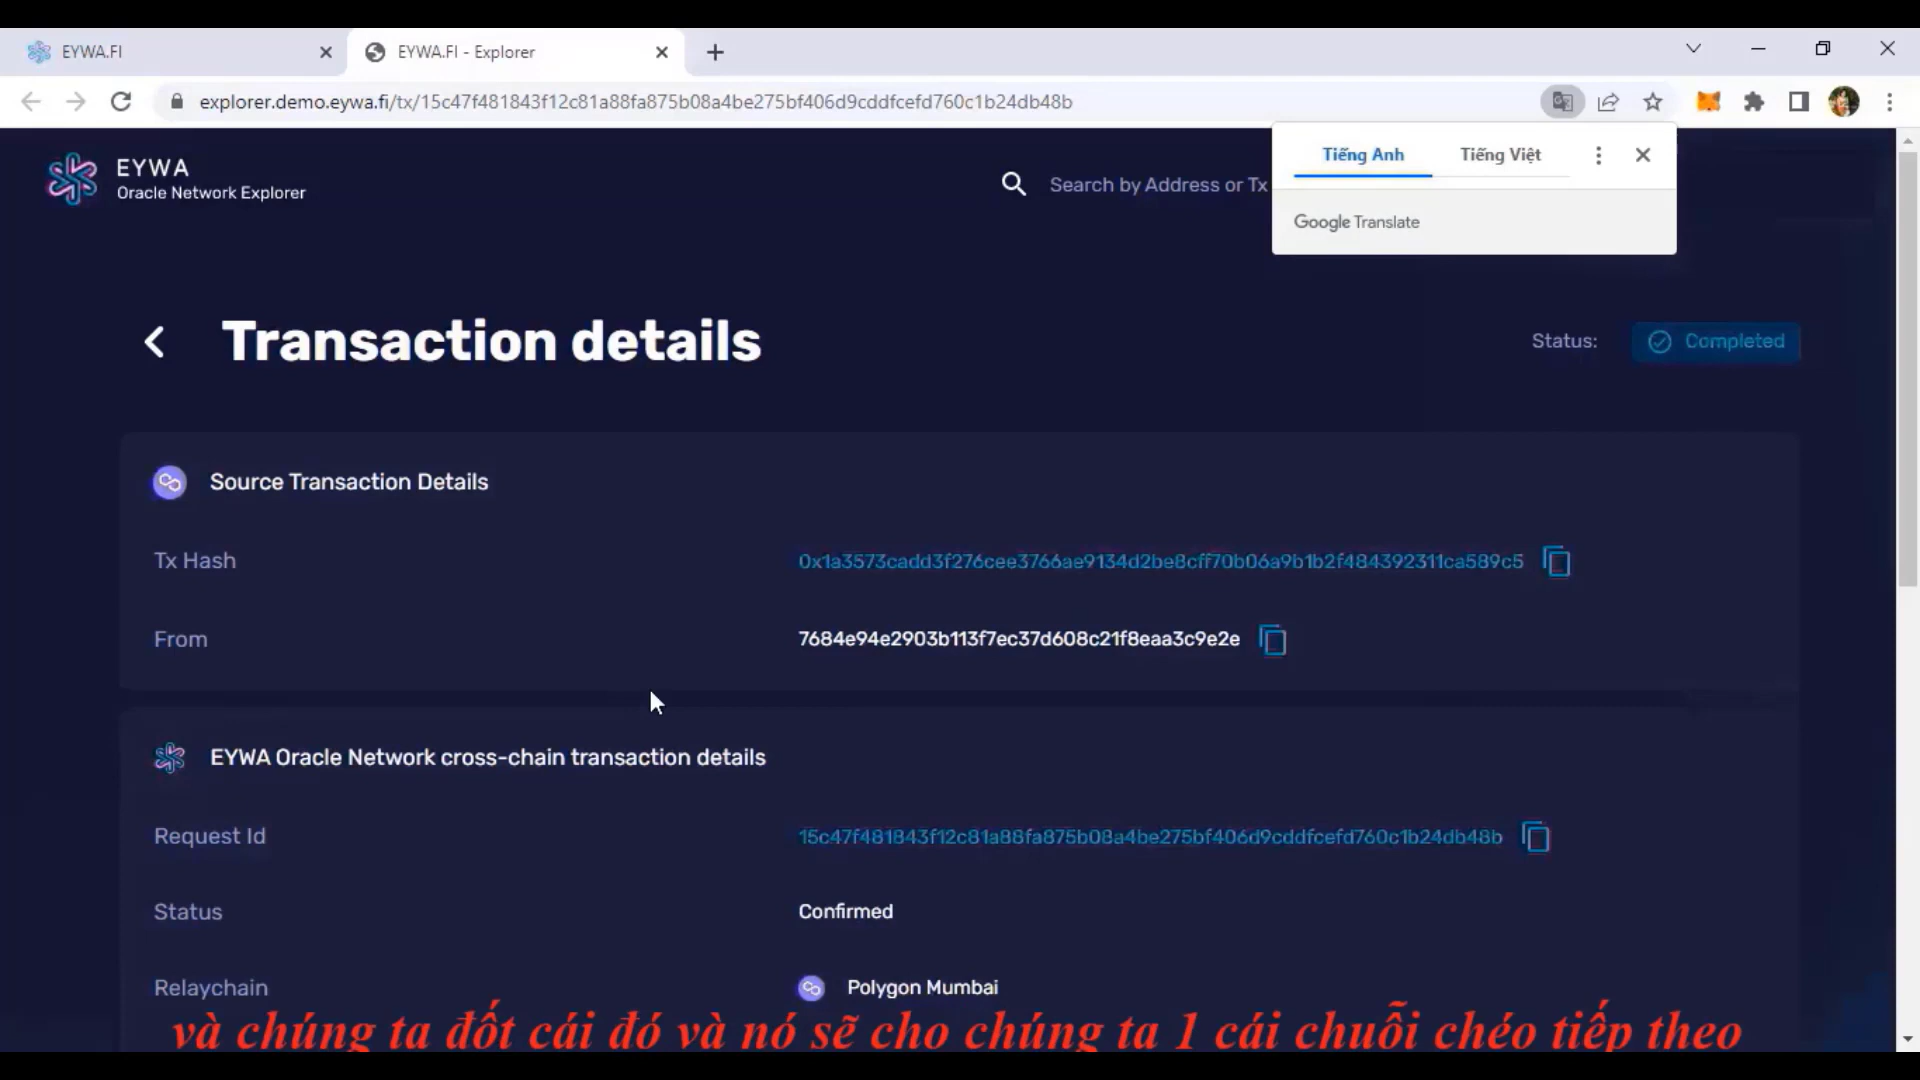 EYWA.FI
EYWA.FI - Explorer
explorer.demo.eywa.fi/tx/15c47f481843f12c81a88fa875b08a4be275bf406d9cddfcefd760c1b24db48b
EYWA
Oracle Network Explorer
Search by Address or Tx
Tiếng Anh
Tiếng Việt
Google Translate
Transaction details
Status:
Completed
Source Transaction Details
Tx Hash
0x1a3573cadd3f276cee3766ae9134d2be8cff70b06a9b1b2f484392311ca589c5
From
7684e94e2903b113f7ec37d608c21f8eaa3c9e2e
EYWA Oracle Network cross-chain transaction details
Request Id
15c47f481843f12c81a88fa875b08a4be275bf406d9cddfcefd760c1b24db48b
Status
Confirmed
Relaychain
Polygon Mumbai
và chúng ta đốt cái đó và nó sẽ cho chúng ta 1 cái chuỗi chéo tiếp theo